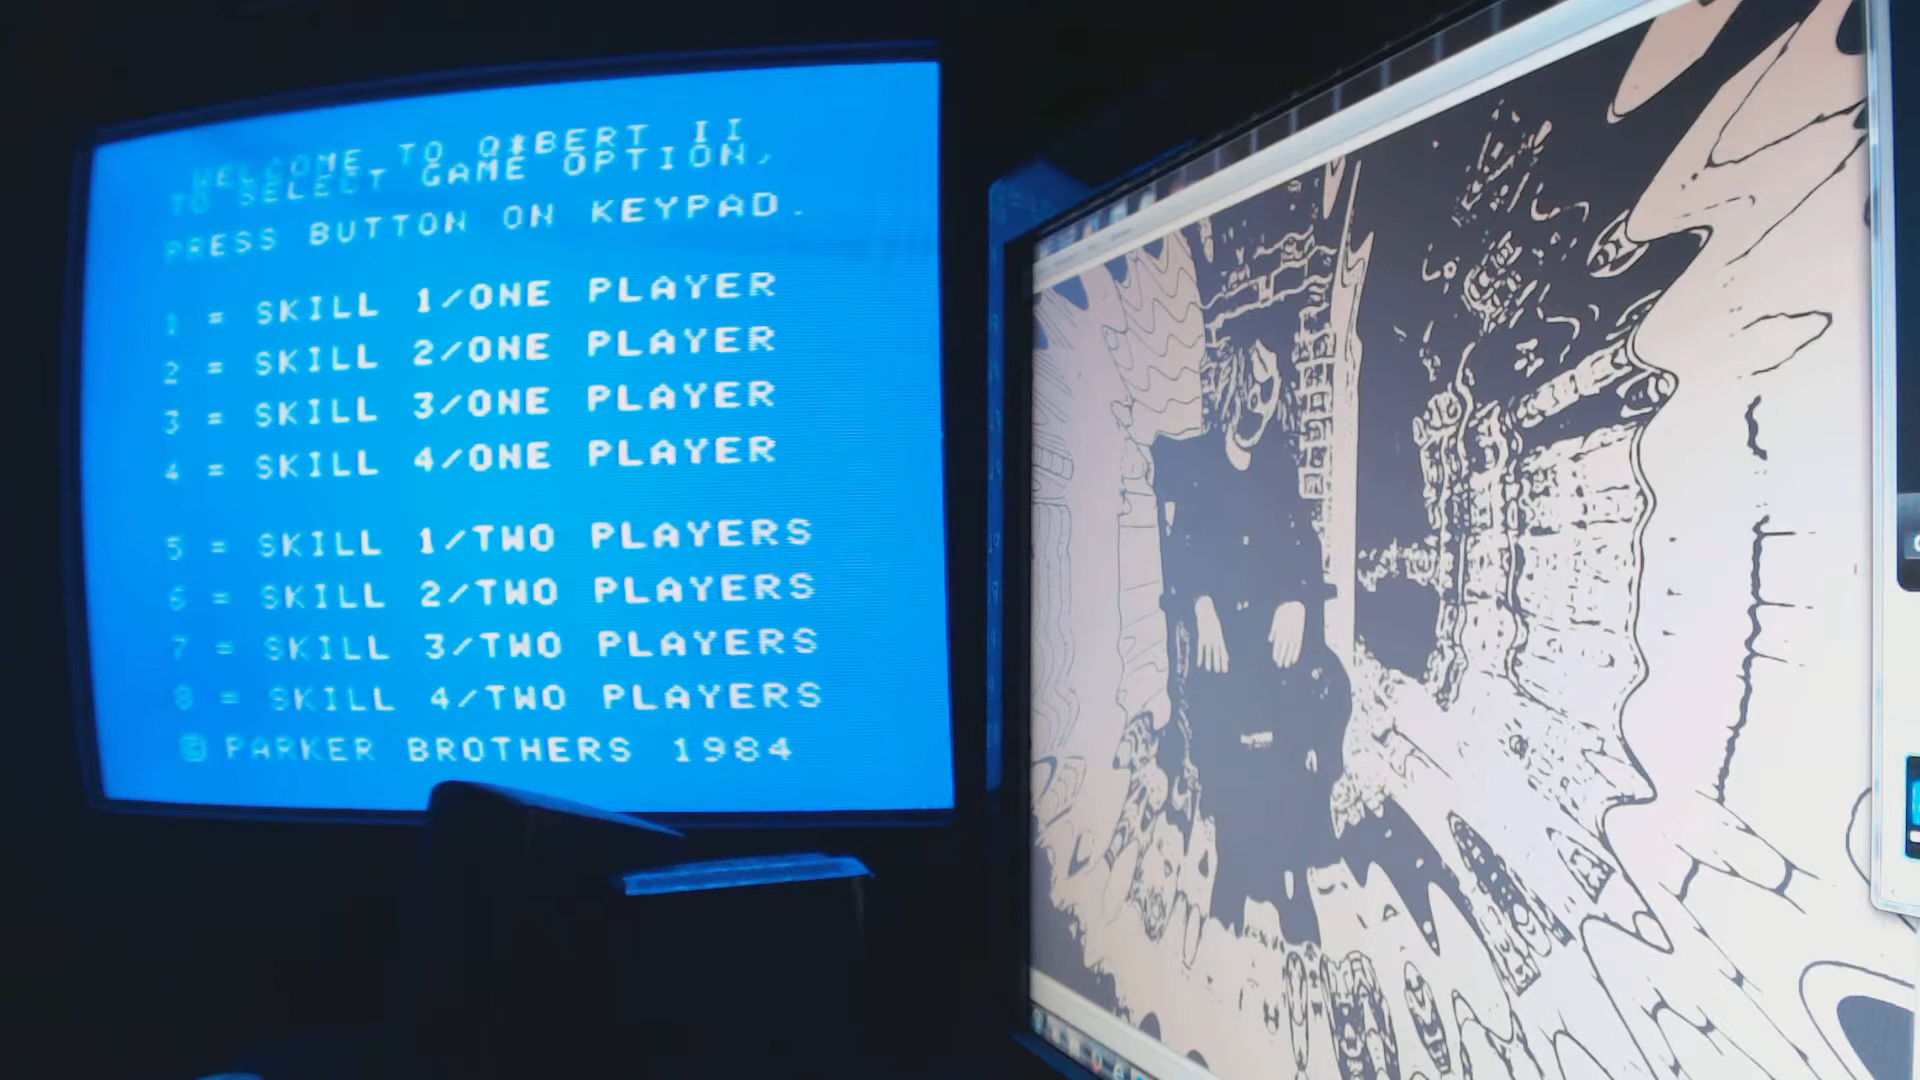 WELCOME TO Q*BERT II
TO SELECT GAME OPTION,
PRESS BUTTON ON KEYPAD.
1 = SKILL 1/ONE PLAYER
2 = SKILL 2/ONE PLAYER
3 = SKILL 3/ONE PLAYER
4 = SKILL 4/ONE PLAYER
5 = SKILL 1/TWO PLAYERS
6 = SKILL 2/TWO PLAYERS
7 = SKILL 3/TWO PLAYERS
8 = SKILL 4/TWO PLAYERS
© PARKER BROTHERS 1984